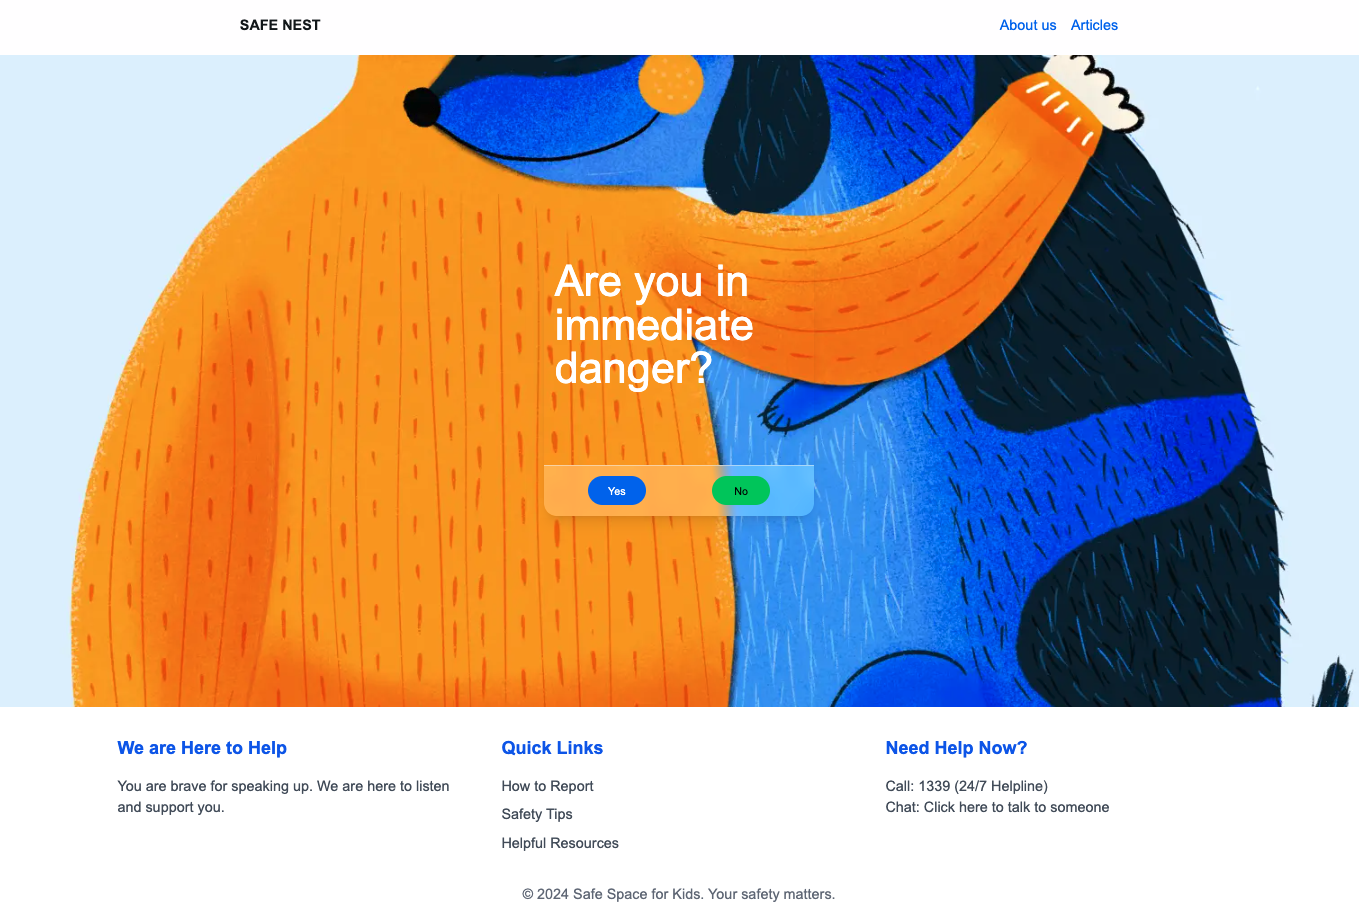 SAFE NEST
About us
Articles
Are you in
immediate
danger?
Yes
No
We are Here to Help
You are brave for speaking up. We are here to listen
and support you.
Quick Links
How to Report
Safety Tips
Helpful Resources
Need Help Now?
Call: 1339 (24/7 Helpline)
Chat: Click here to talk to someone
© 2024 Safe Space for Kids. Your safety matters.